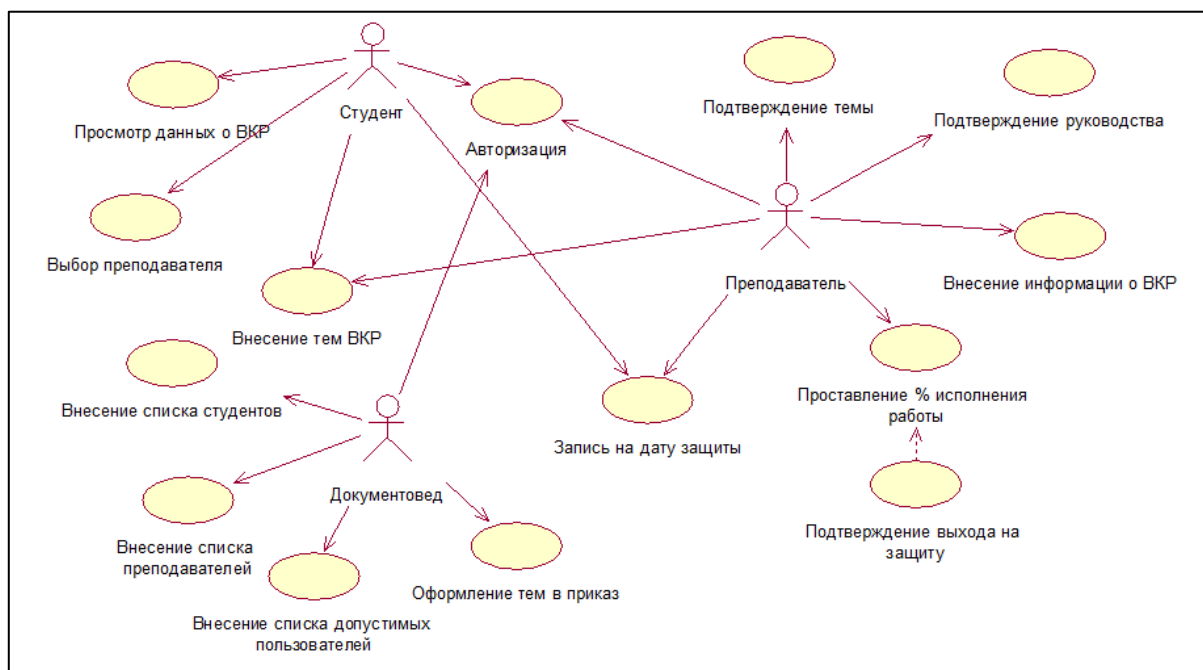 Студент
Просмотр данных о ВКР
Авторизация
Подтверждение темы
Подтверждение руководства
Выбор преподавателя
Преподаватель
Внесение информации о ВКР
Внесение тем ВКР
Внесение списка студентов
Запись на дату защиты
Проставление % исполнения
работы
Документовед
Внесение списка
преподавателей
Оформление тем в приказ
Подтверждение выхода на
защиту
Внесение списка допустимых
пользователей